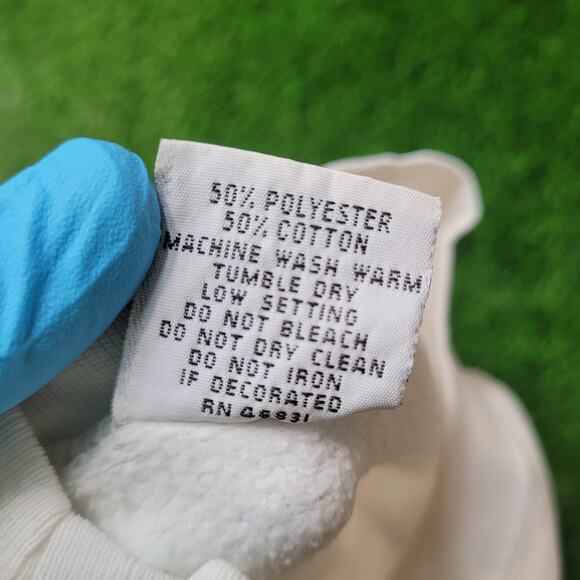 50% POLYESTER
50% COTTON
MACHINE WASH WARM
TUMBLE DRY
LOW SETTING
DO NOT BLEACH
DO NOT DRY CLEAN
DO NOT IRON
IF DECORATED
RN